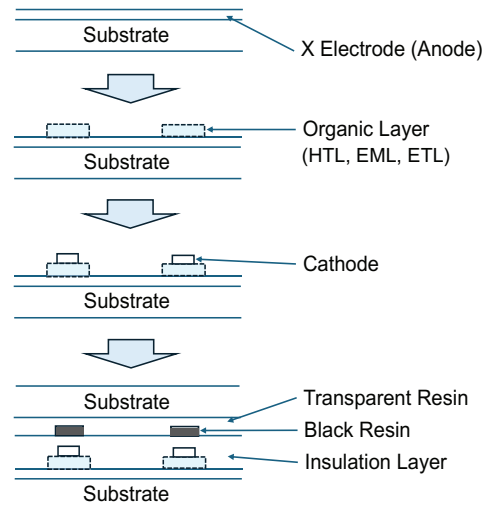 Substrate
X Electrode (Anode)
Organic Layer
(HTL, EML, ETL)
Substrate
Cathode
Substrate
Substrate
Transparent Resin
Black Resin
Insulation Layer
Substrate